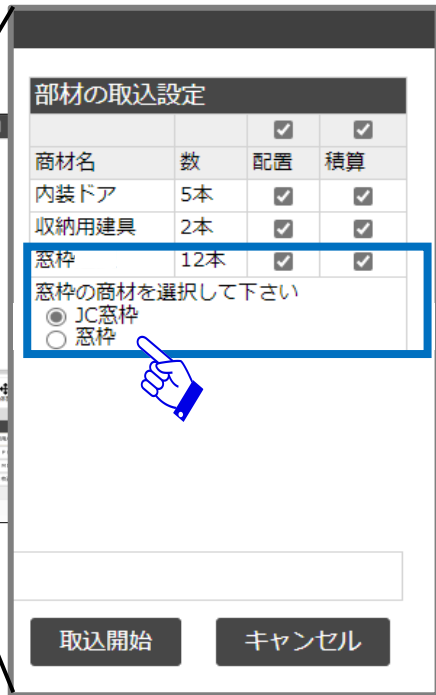 部材の取込設定
商材名 数 配置 積算
内装ドア 5本
収納用建具 2本
窓枠 12本
窓枠の商材を選択して下さい
JC窓枠
窓枠
取込開始 キャンセル